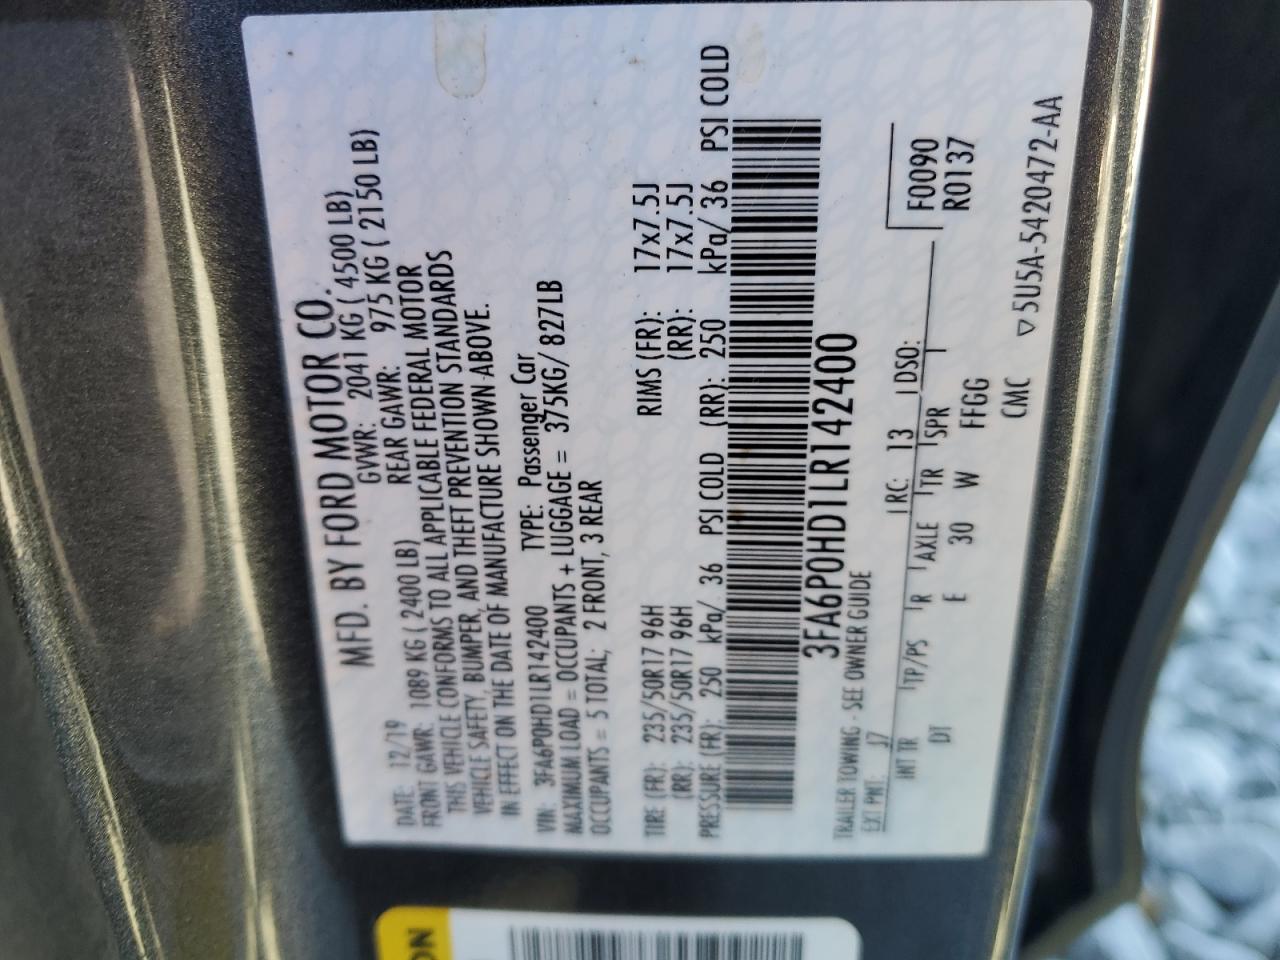 MFD. BY FORD MOTOR CO.
DATE: 12/19 GVWR: 2041 KG ( 4500 LB)
FRONT GAWR: 1089 KG ( 2400 LB) REAR GAWR: 975 KG ( 2150 LB)
THIS VEHICLE CONFORMS TO ALL APPLICABLE FEDERAL MOTOR
VEHICLE SAFETY, BUMPER, AND THEFT PREVENTION STANDARDS
IN EFFECT ON THE DATE OF MANUFACTURE SHOWN ABOVE.
VIN: 3FA6P0HD1LR142400 TYPE: Passenger Car
MAXIMUM LOAD = OCCUPANTS + LUGGAGE = 375KG/ 827LB
OCCUPANTS = 5 TOTAL; 2 FRONT, 3 REAR
TIRE (FR): 235/50R17 96H RIMS (FR): 17x7.5J
(RR): 235/50R17 96H (RR): 17x7.5J
PRESSURE (FR): 250 kPa/ 36 PSI COLD (RR): 250 kPa/ 36 PSI COLD
3FA6P0HD1LR142400
TRAILER TOWING - SEE OWNER GUIDE
EXT PNT: J7 RC: 13 DSO:
F0090
R0137
INT TR TP/PS R AXLE TR SPR
DT E 30 W FFGG
CMC ▽5U5A-5420472-AA
ON